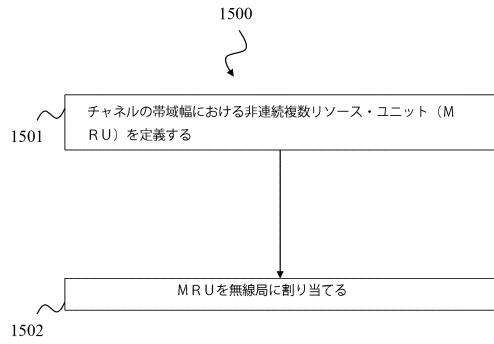 1500
チャネルの帯域幅における非連続複数リソース・ユニット（M
ＲＵ）を定義する
1501
ＭＲＵを無線局に割り当てる
1502